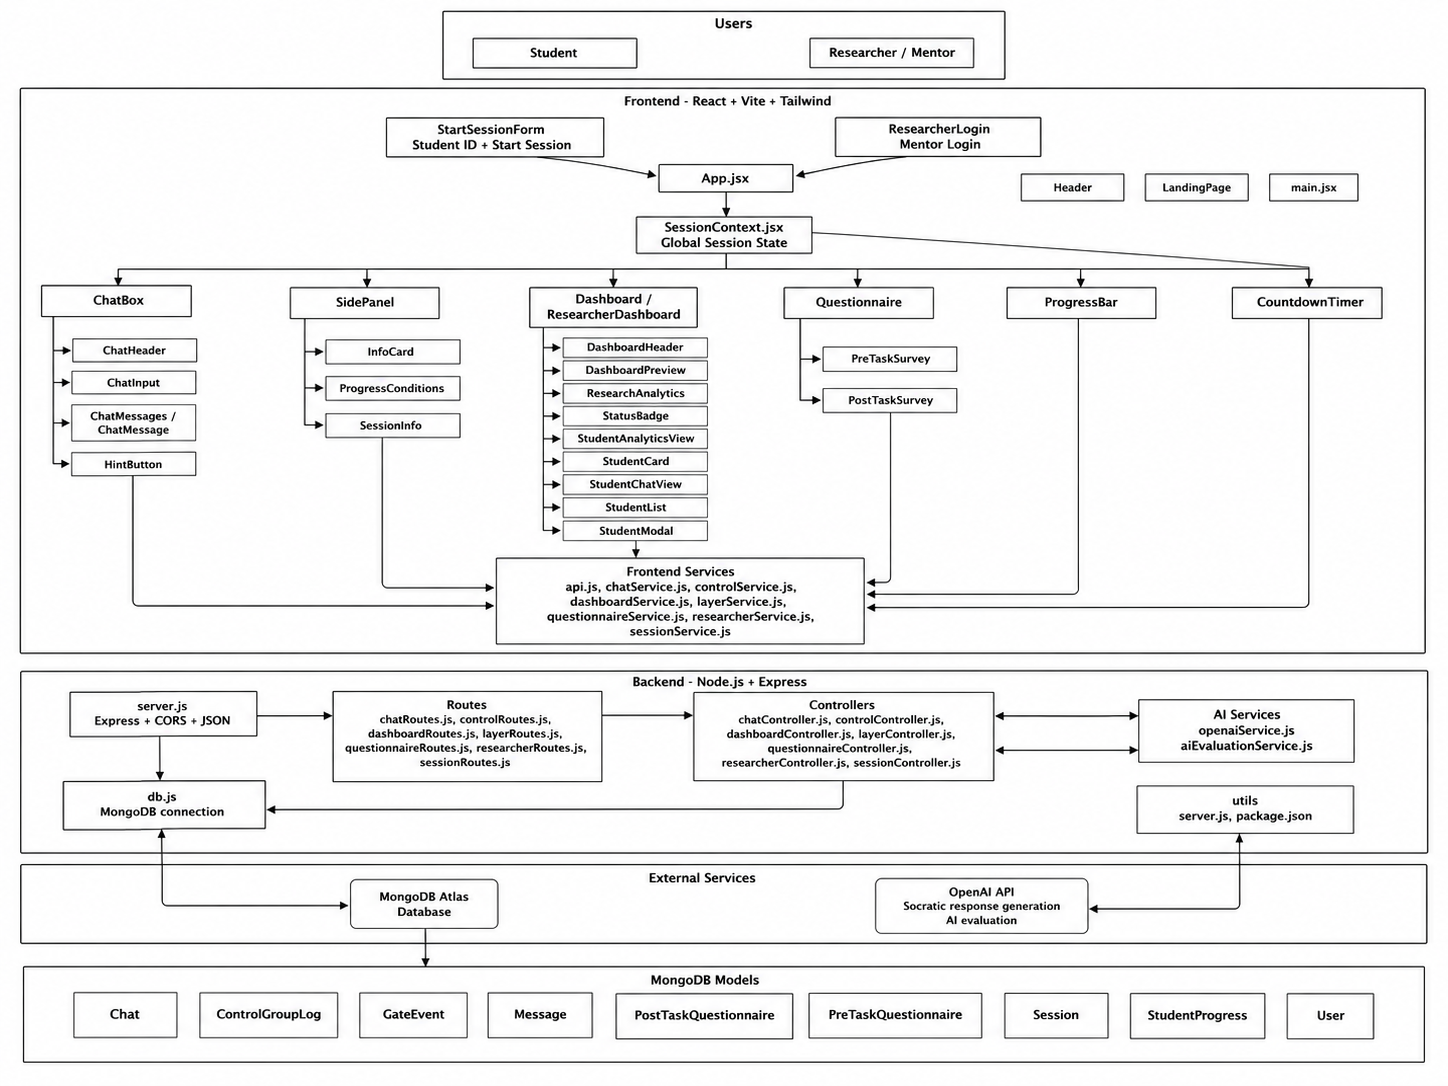 Users
Student
Researcher / Mentor
Frontend - React + Vite + Tailwind
StartSessionForm
Student ID + Start Session
ResearcherLogin
Mentor Login
App.jsx
Header
LandingPage
main.jsx
SessionContext.jsx
Global Session State
ChatBox
SidePanel
Dashboard /
ResearcherDashboard
Questionnaire
ProgressBar
CountdownTimer
ChatHeader
ChatInput
ChatMessages /
ChatMessage
HintButton
InfoCard
ProgressConditions
SessionInfo
DashboardHeader
DashboardPreview
ResearchAnalytics
StatusBadge
StudentAnalyticsView
StudentCard
StudentChatView
StudentList
StudentModal
PreTaskSurvey
PostTaskSurvey
Frontend Services
api.js, chatService.js, controlService.js,
dashboardService.js, layerService.js,
questionnaireService.js, researcherService.js,
sessionService.js
Backend - Node.js + Express
server.js
Express + CORS + JSON
Routes
chatRoutes.js, controlRoutes.js,
dashboardRoutes.js, layerRoutes.js,
questionnaireRoutes.js, researcherRoutes.js,
sessionRoutes.js
Controllers
chatController.js, controlController.js,
dashboardController.js, layerController.js,
questionnaireController.js,
researcherController.js, sessionController.js
AI Services
openaiService.js
aiEvaluationService.js
db.js
MongoDB connection
utils
server.js, package.json
External Services
MongoDB Atlas
Database
OpenAI API
Socratic response generation
AI evaluation
MongoDB Models
Chat
ControlGroupLog
GateEvent
Message
PostTaskQuestionnaire
PreTaskQuestionnaire
Session
StudentProgress
User